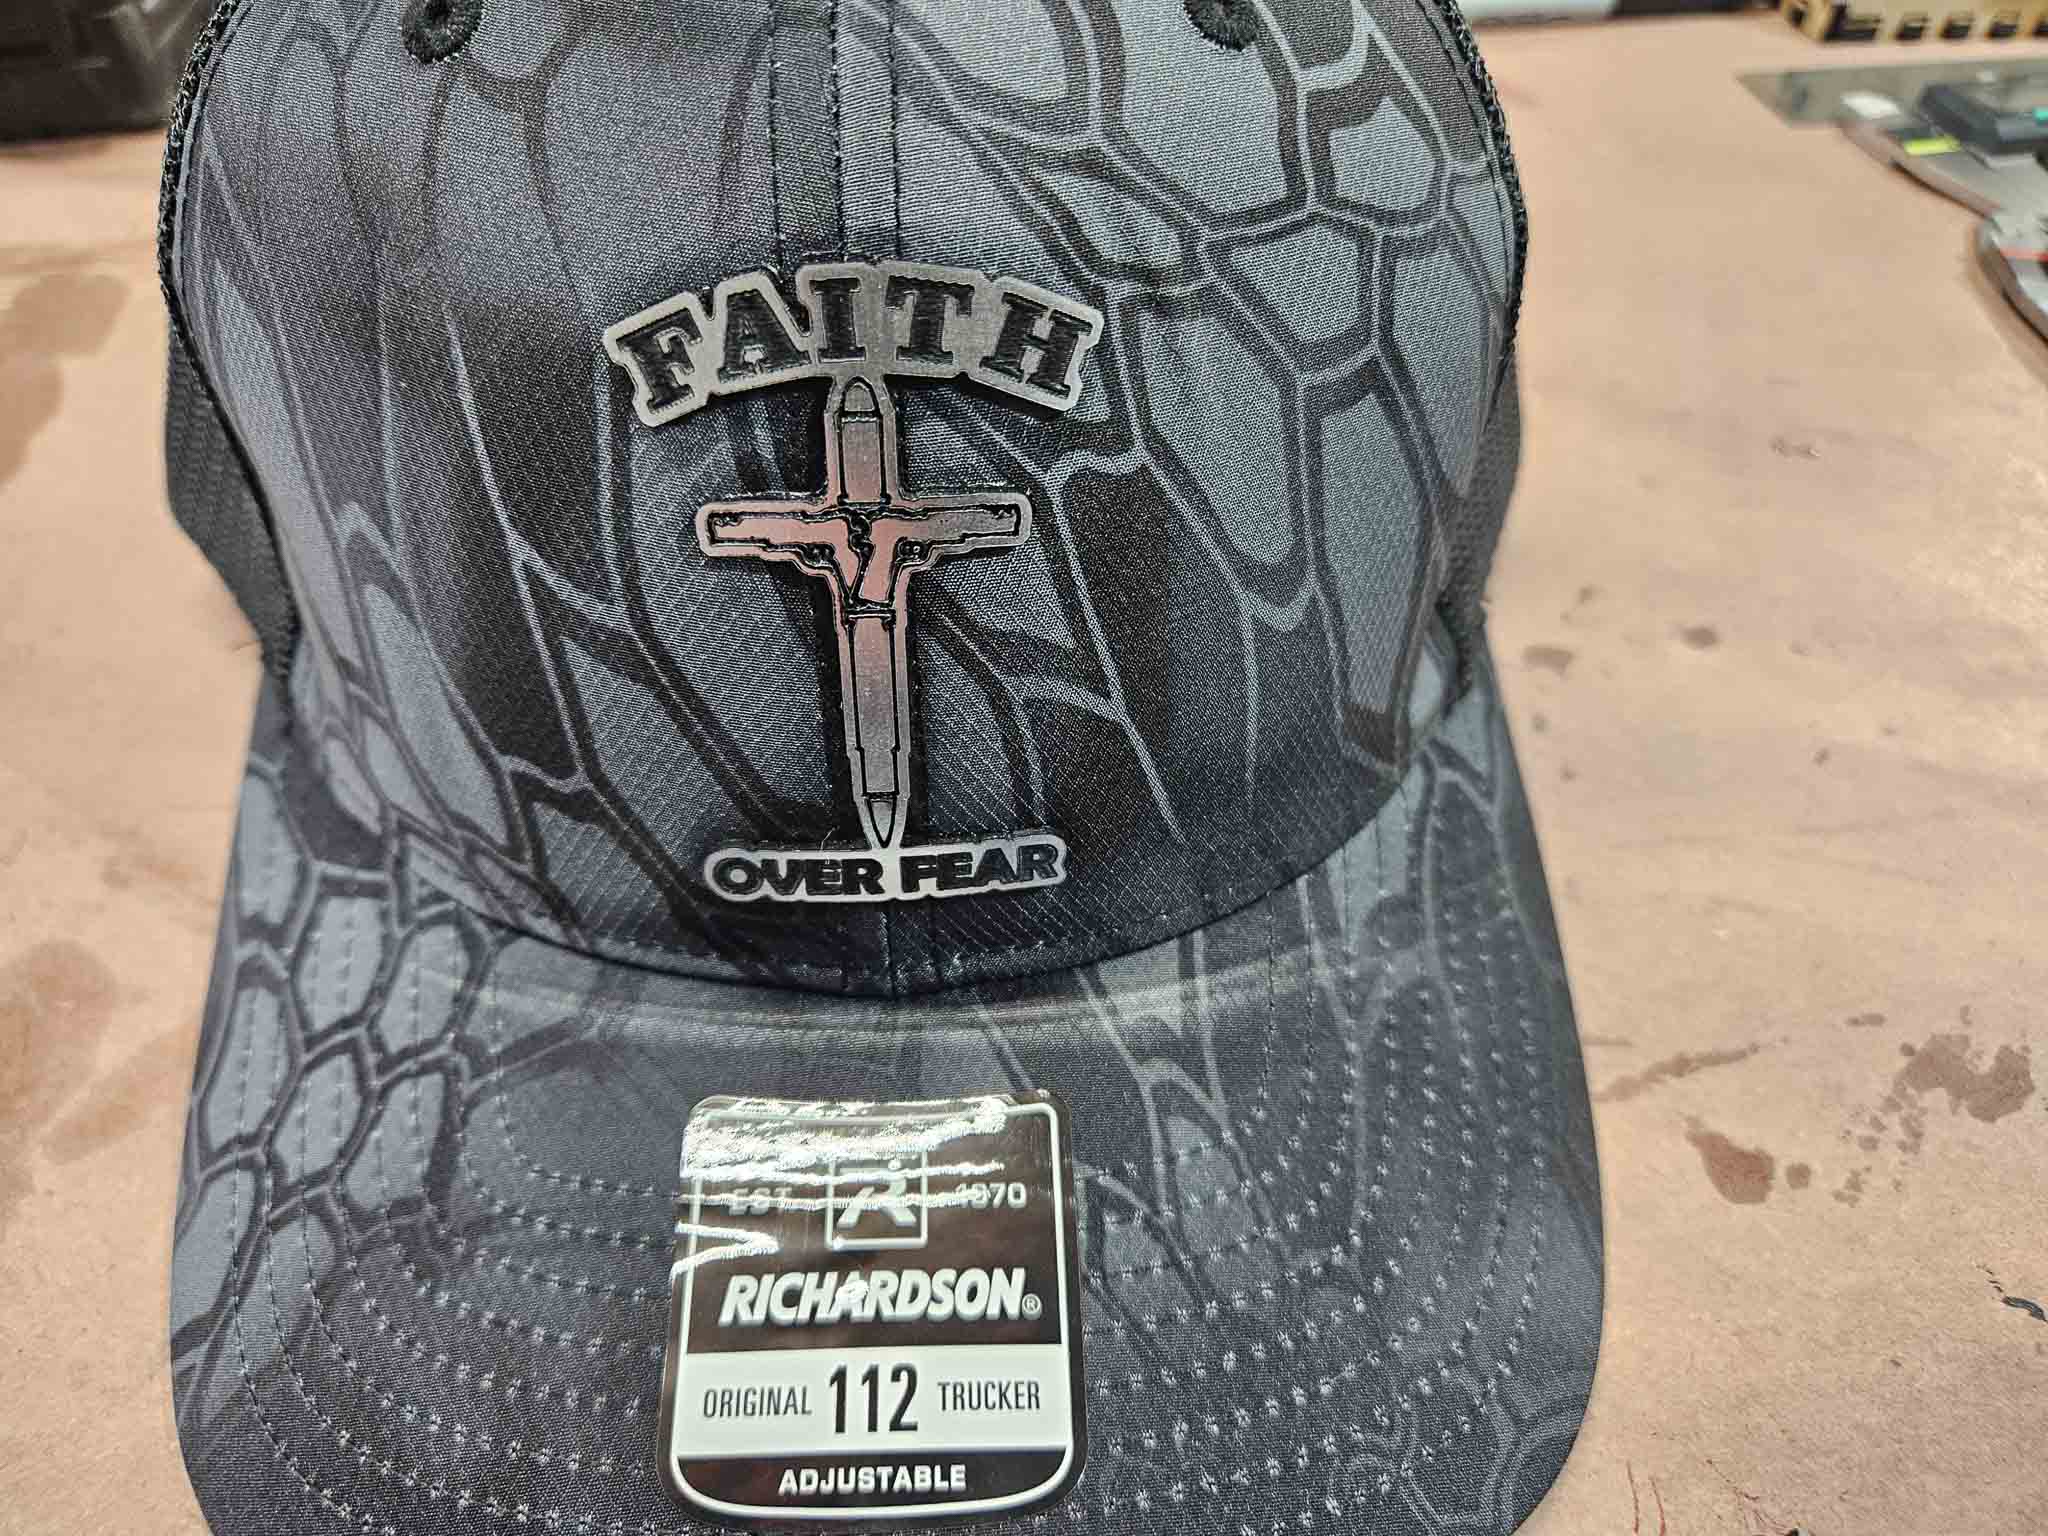 FAITH
OVER FEAR
EST 1970
RICHARDSON®
ORIGINAL 112 TRUCKER
ADJUSTABLE